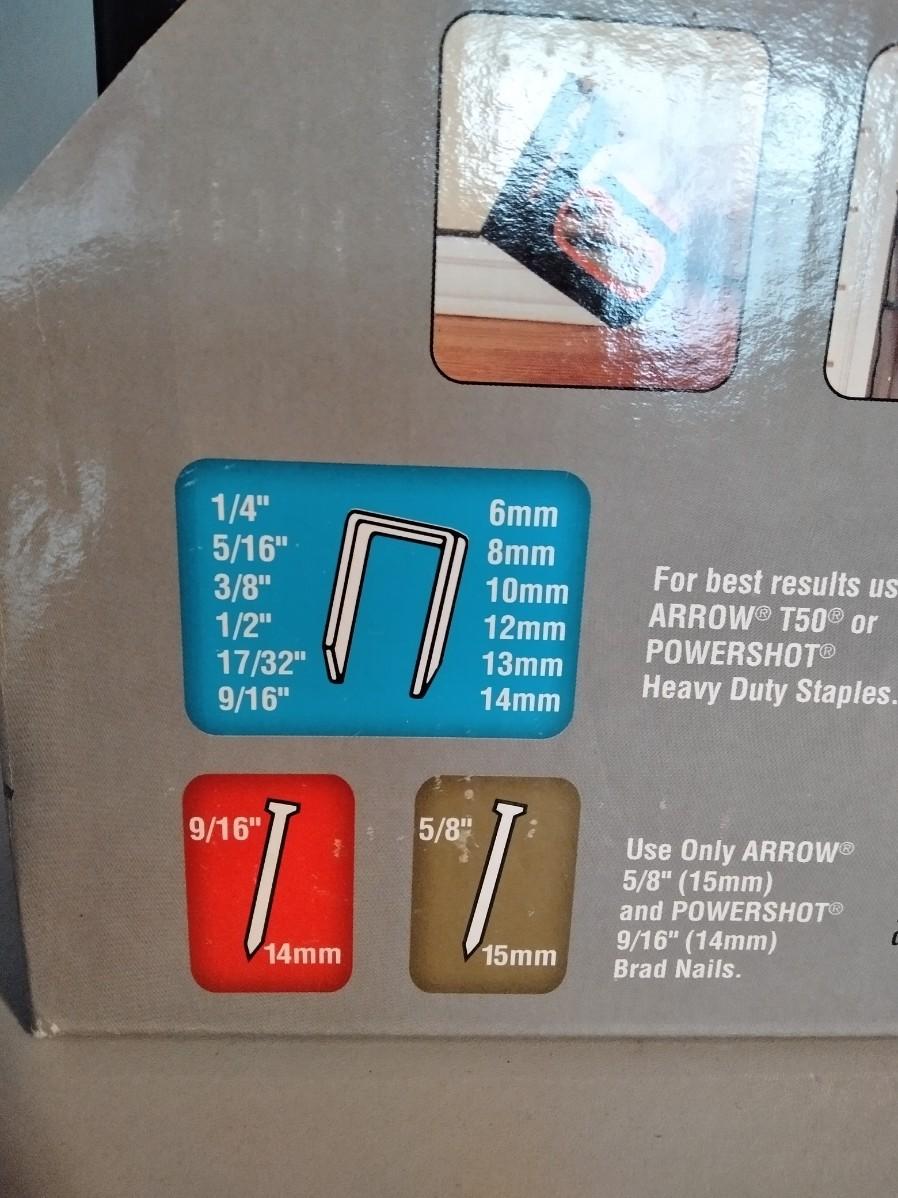 1/4" 6mm
5/16" 8mm
3/8" 10mm
1/2" 12mm
17/32" 13mm
9/16" 14mm
For best results
ARROW® T50® or
POWERSHOT®
Heavy Duty Staples.
9/16"
14mm
5/8"
15mm
Use Only ARROW®
5/8" (15mm)
and POWERSHOT®
9/16" (14mm)
Brad Nails.